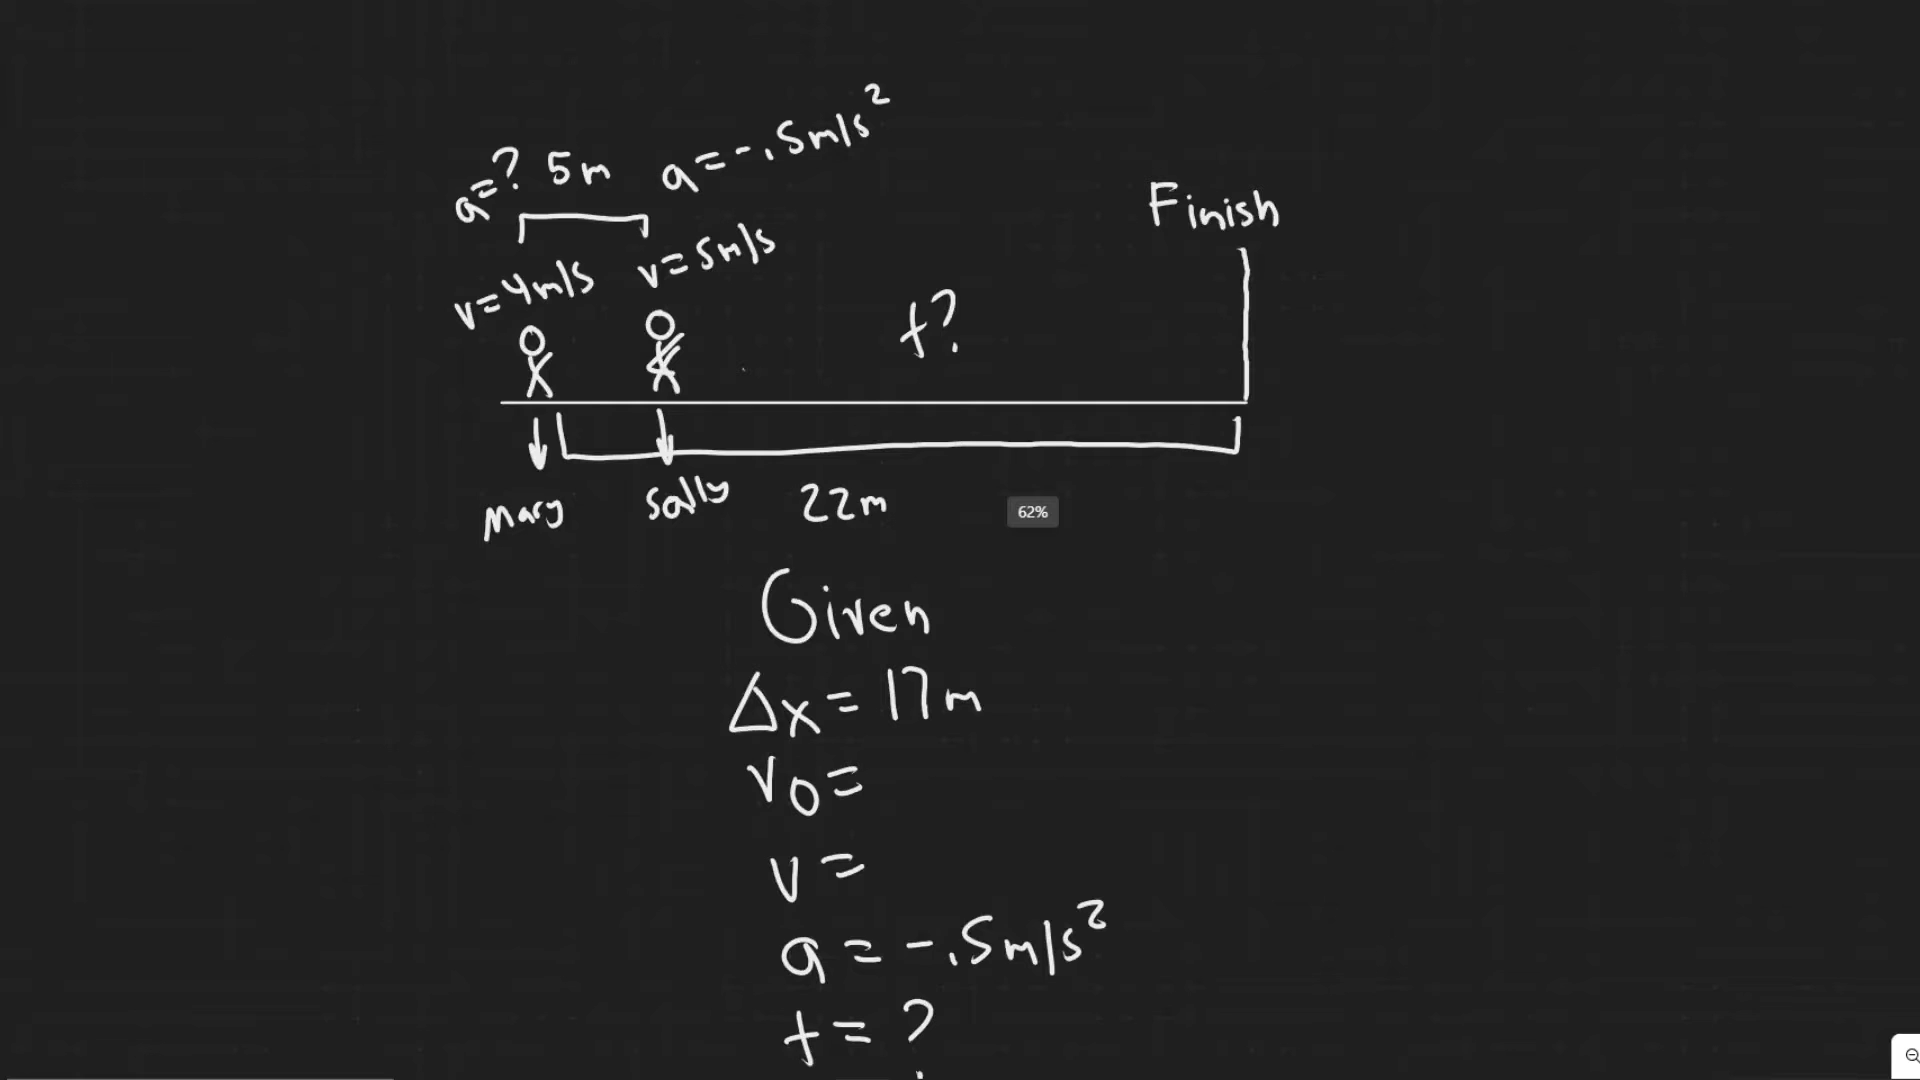 a=? 5m a=-.5m/s²
Finish
v=4m/s v=5m/s
t?
Mary Sally 22m
62%
Given
Δx = 17m
v0=
v=
a = -.5m/s²
t = ?